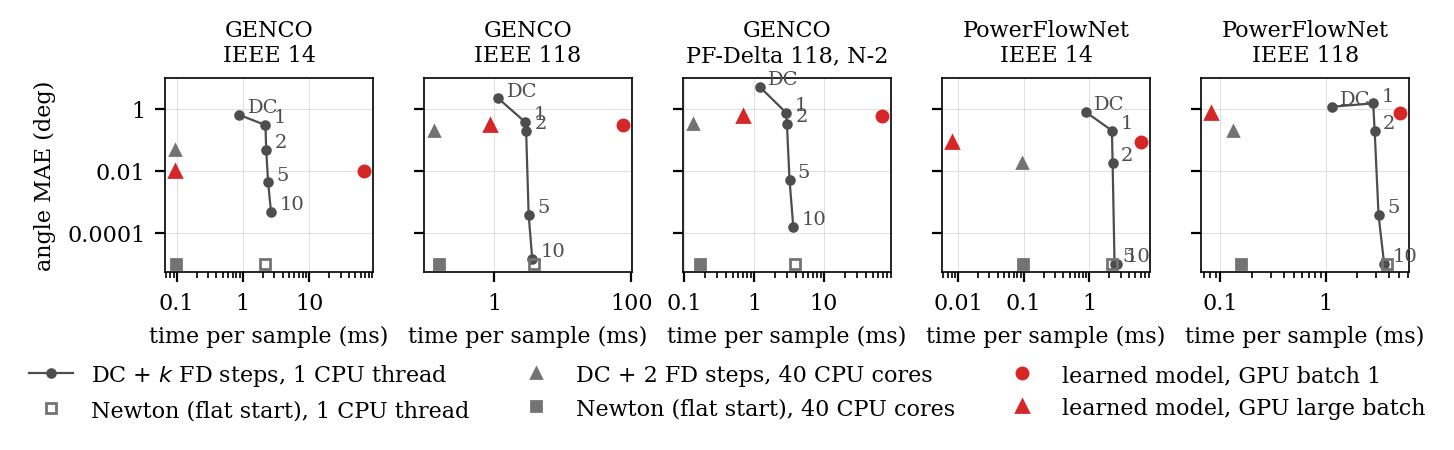 GENCO
IEEE 14
GENCO
IEEE 118
GENCO
PF-Delta 118, N-2
PowerFlowNet
IEEE 14
PowerFlowNet
IEEE 118
angle MAE (deg)
1
0.01
0.0001
DC
1
2
5
10
DC
1
2
5
10
DC
1
2
5
10
DC
1
2
5
10
DC
1
2
5
10
0.1 1 10
1 100
0.1 1 10
0.01 0.1 1
0.1 1
time per sample (ms)
time per sample (ms)
time per sample (ms)
time per sample (ms)
time per sample (ms)
DC + k FD steps, 1 CPU thread
Newton (flat start), 1 CPU thread
DC + 2 FD steps, 40 CPU cores
Newton (flat start), 40 CPU cores
learned model, GPU batch 1
learned model, GPU large batch